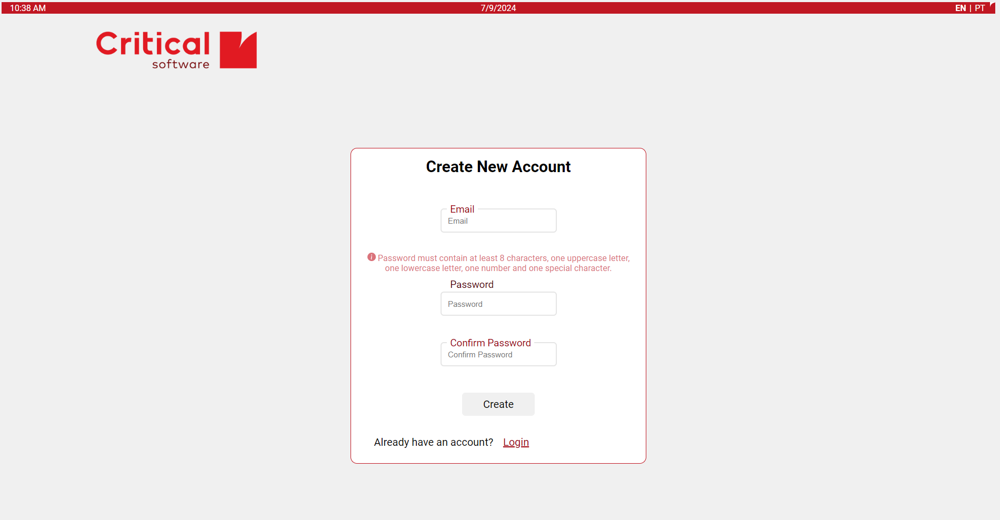 10:38 AM 7/9/2024 EN | PT
Critical
software
Create New Account
Email
Email
Password must contain at least 8 characters, one uppercase letter,
one lowercase letter, one number and one special character.
Password
Password
Confirm Password
Confirm Password
Create
Already have an account? Login